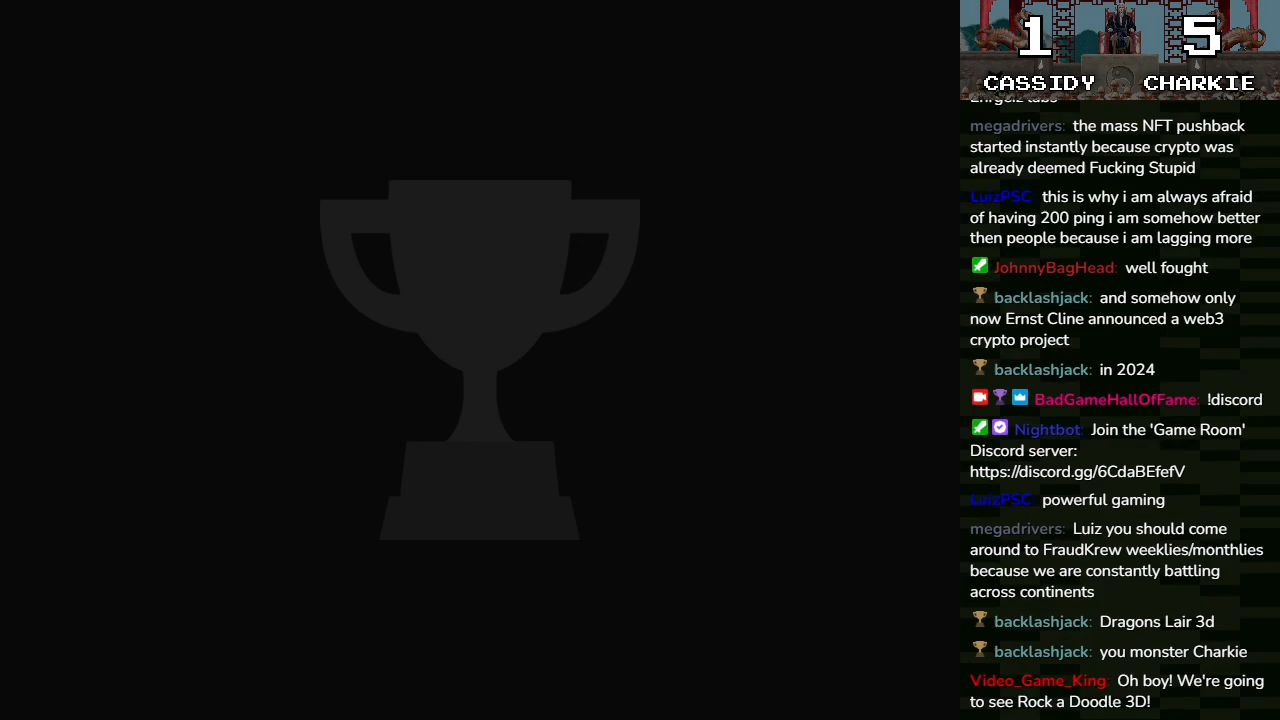 1 5
CASSIDY CHARKIE
megadrivers: the mass NFT pushback
started instantly because crypto was
already deemed Fucking Stupid
LuizPSC: this is why i am always afraid
of having 200 ping i am somehow better
then people because i am lagging more
JohnnyBagHead: well fought
backlashjack: and somehow only
now Ernst Cline announced a web3
crypto project
backlashjack: in 2024
BadGameHallOfFame: !discord
Nightbot: Join the 'Game Room'
Discord server:
https://discord.gg/6CdaBEfefV
LuizPSC: powerful gaming
megadrivers: Luiz you should come
around to FraudKrew weeklies/monthlies
because we are constantly battling
across continents
backlashjack: Dragons Lair 3d
backlashjack: you monster Charkie
Video_Game_King: Oh boy! We're going
to see Rock a Doodle 3D!